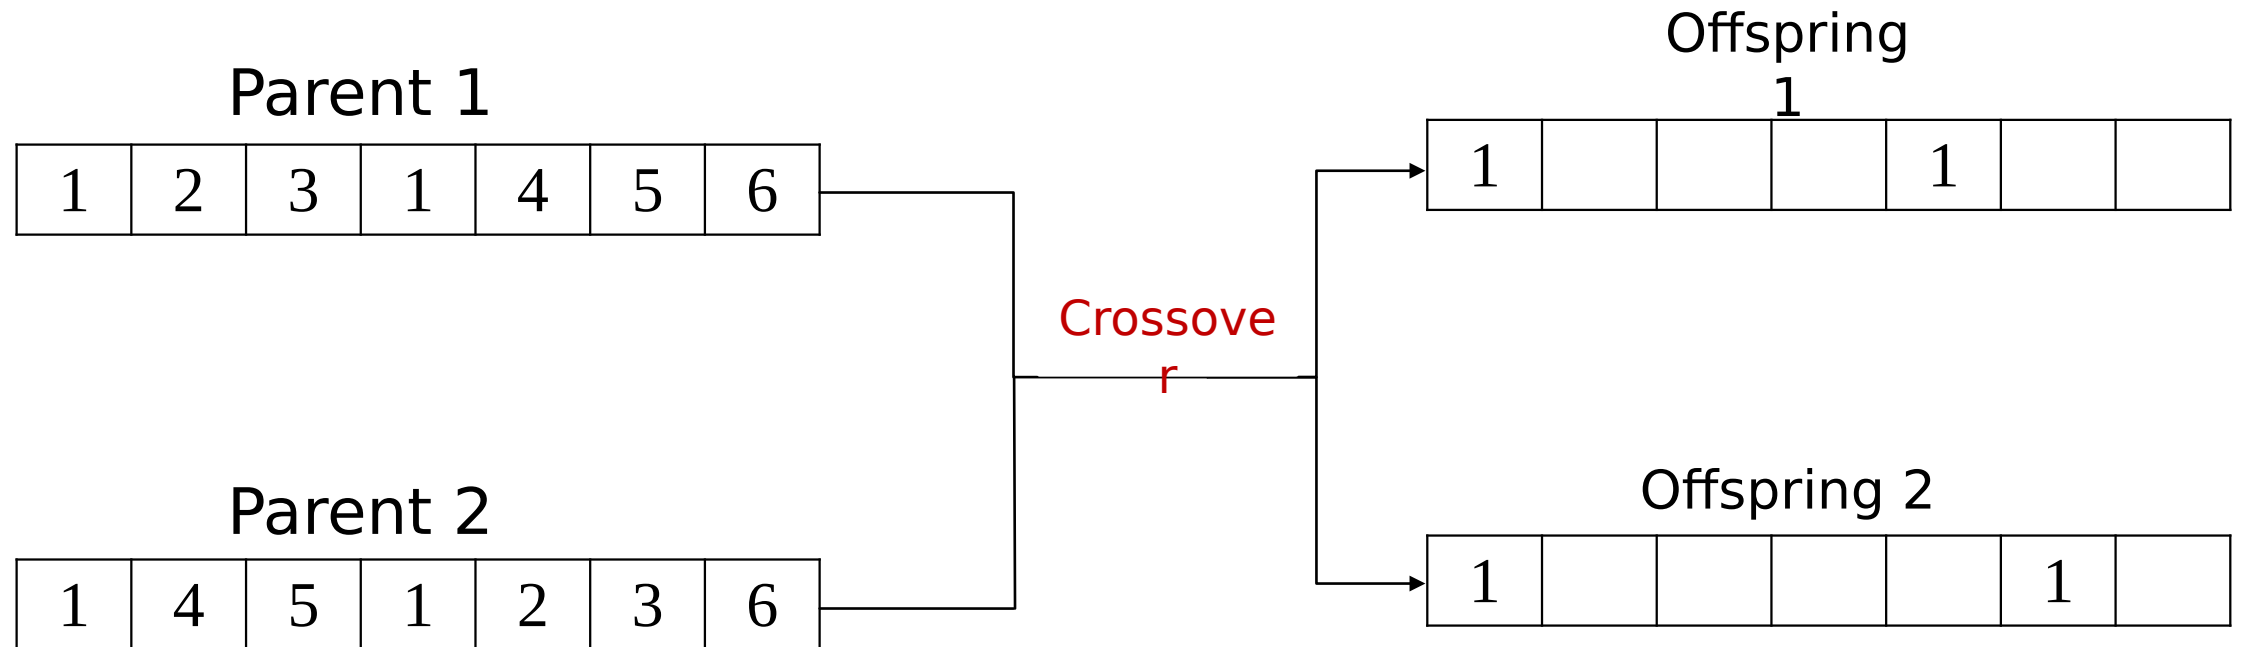 Parent 1
1 2 3 1 4 5 6
Parent 2
1 4 5 1 2 3 6
Crossove
r
Offspring
1
1 1
Offspring 2
1 1